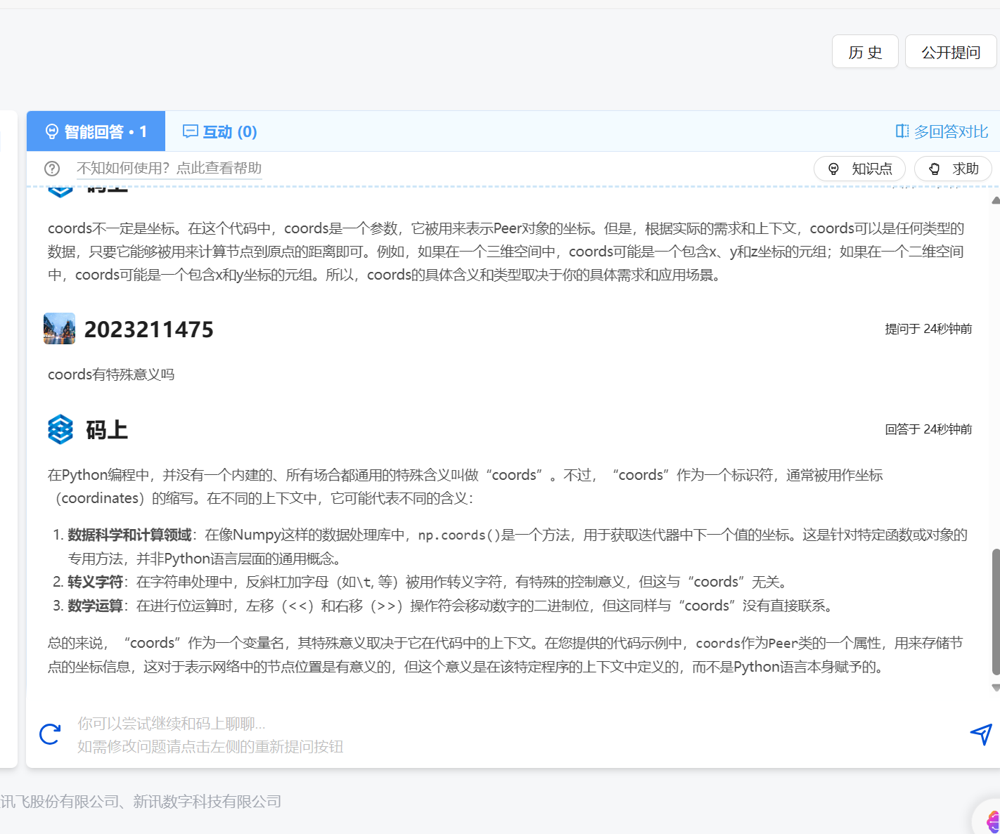 历 史
公开提问
智能回答 • 1
互动 (0)
多回答对比
不知如何使用？点此查看帮助
知识点
求助
码上
coords不一定是坐标。在这个代码中，coords是一个参数，它被用来表示Peer对象的坐标。但是，根据实际的需求和上下文，coords可以是任何类型的
数据，只要它能够被用来计算节点到原点的距离即可。例如，如果在一个三维空间中，coords可能是一个包含x、y和z坐标的元组；如果在一个二维空间
中，coords可能是一个包含x和y坐标的元组。所以，coords的具体含义和类型取决于你的具体需求和应用场景。
2023211475
提问于 24秒钟前
coords有特殊意义吗
码上
回答于 24秒钟前
在Python编程中，并没有一个内建的、所有场合都通用的特殊含义叫做“coords”。不过，“coords”作为一个标识符，通常被用作坐标
（coordinates）的缩写。在不同的上下文中，它可能代表不同的含义：
1. 数据科学和计算领域：在像Numpy这样的数据处理库中，np.coords()是一个方法，用于获取迭代器中下一个值的坐标。这是针对特定函数或对象的
专用方法，并非Python语言层面的通用概念。
2. 转义字符：在字符串处理中，反斜杠加字母（如\t, 等）被用作转义字符，有特殊的控制意义，但这与“coords”无关。
3. 数学运算：在进行位运算时，左移（<<）和右移（>>）操作符会移动数字的二进制位，但这同样与“coords”没有直接联系。
总的来说，“coords”作为一个变量名，其特殊意义取决于它在代码中的上下文。在您提供的代码示例中，coords作为Peer类的一个属性，用来存储节
点的坐标信息，这对于表示网络中的节点位置是有意义的，但这个意义是在该特定程序的上下文中定义的，而不是Python语言本身赋予的。
你可以尝试继续和码上聊聊...
如需修改问题请点击左侧的重新提问按钮
讯飞股份有限公司、新讯数字科技有限公司